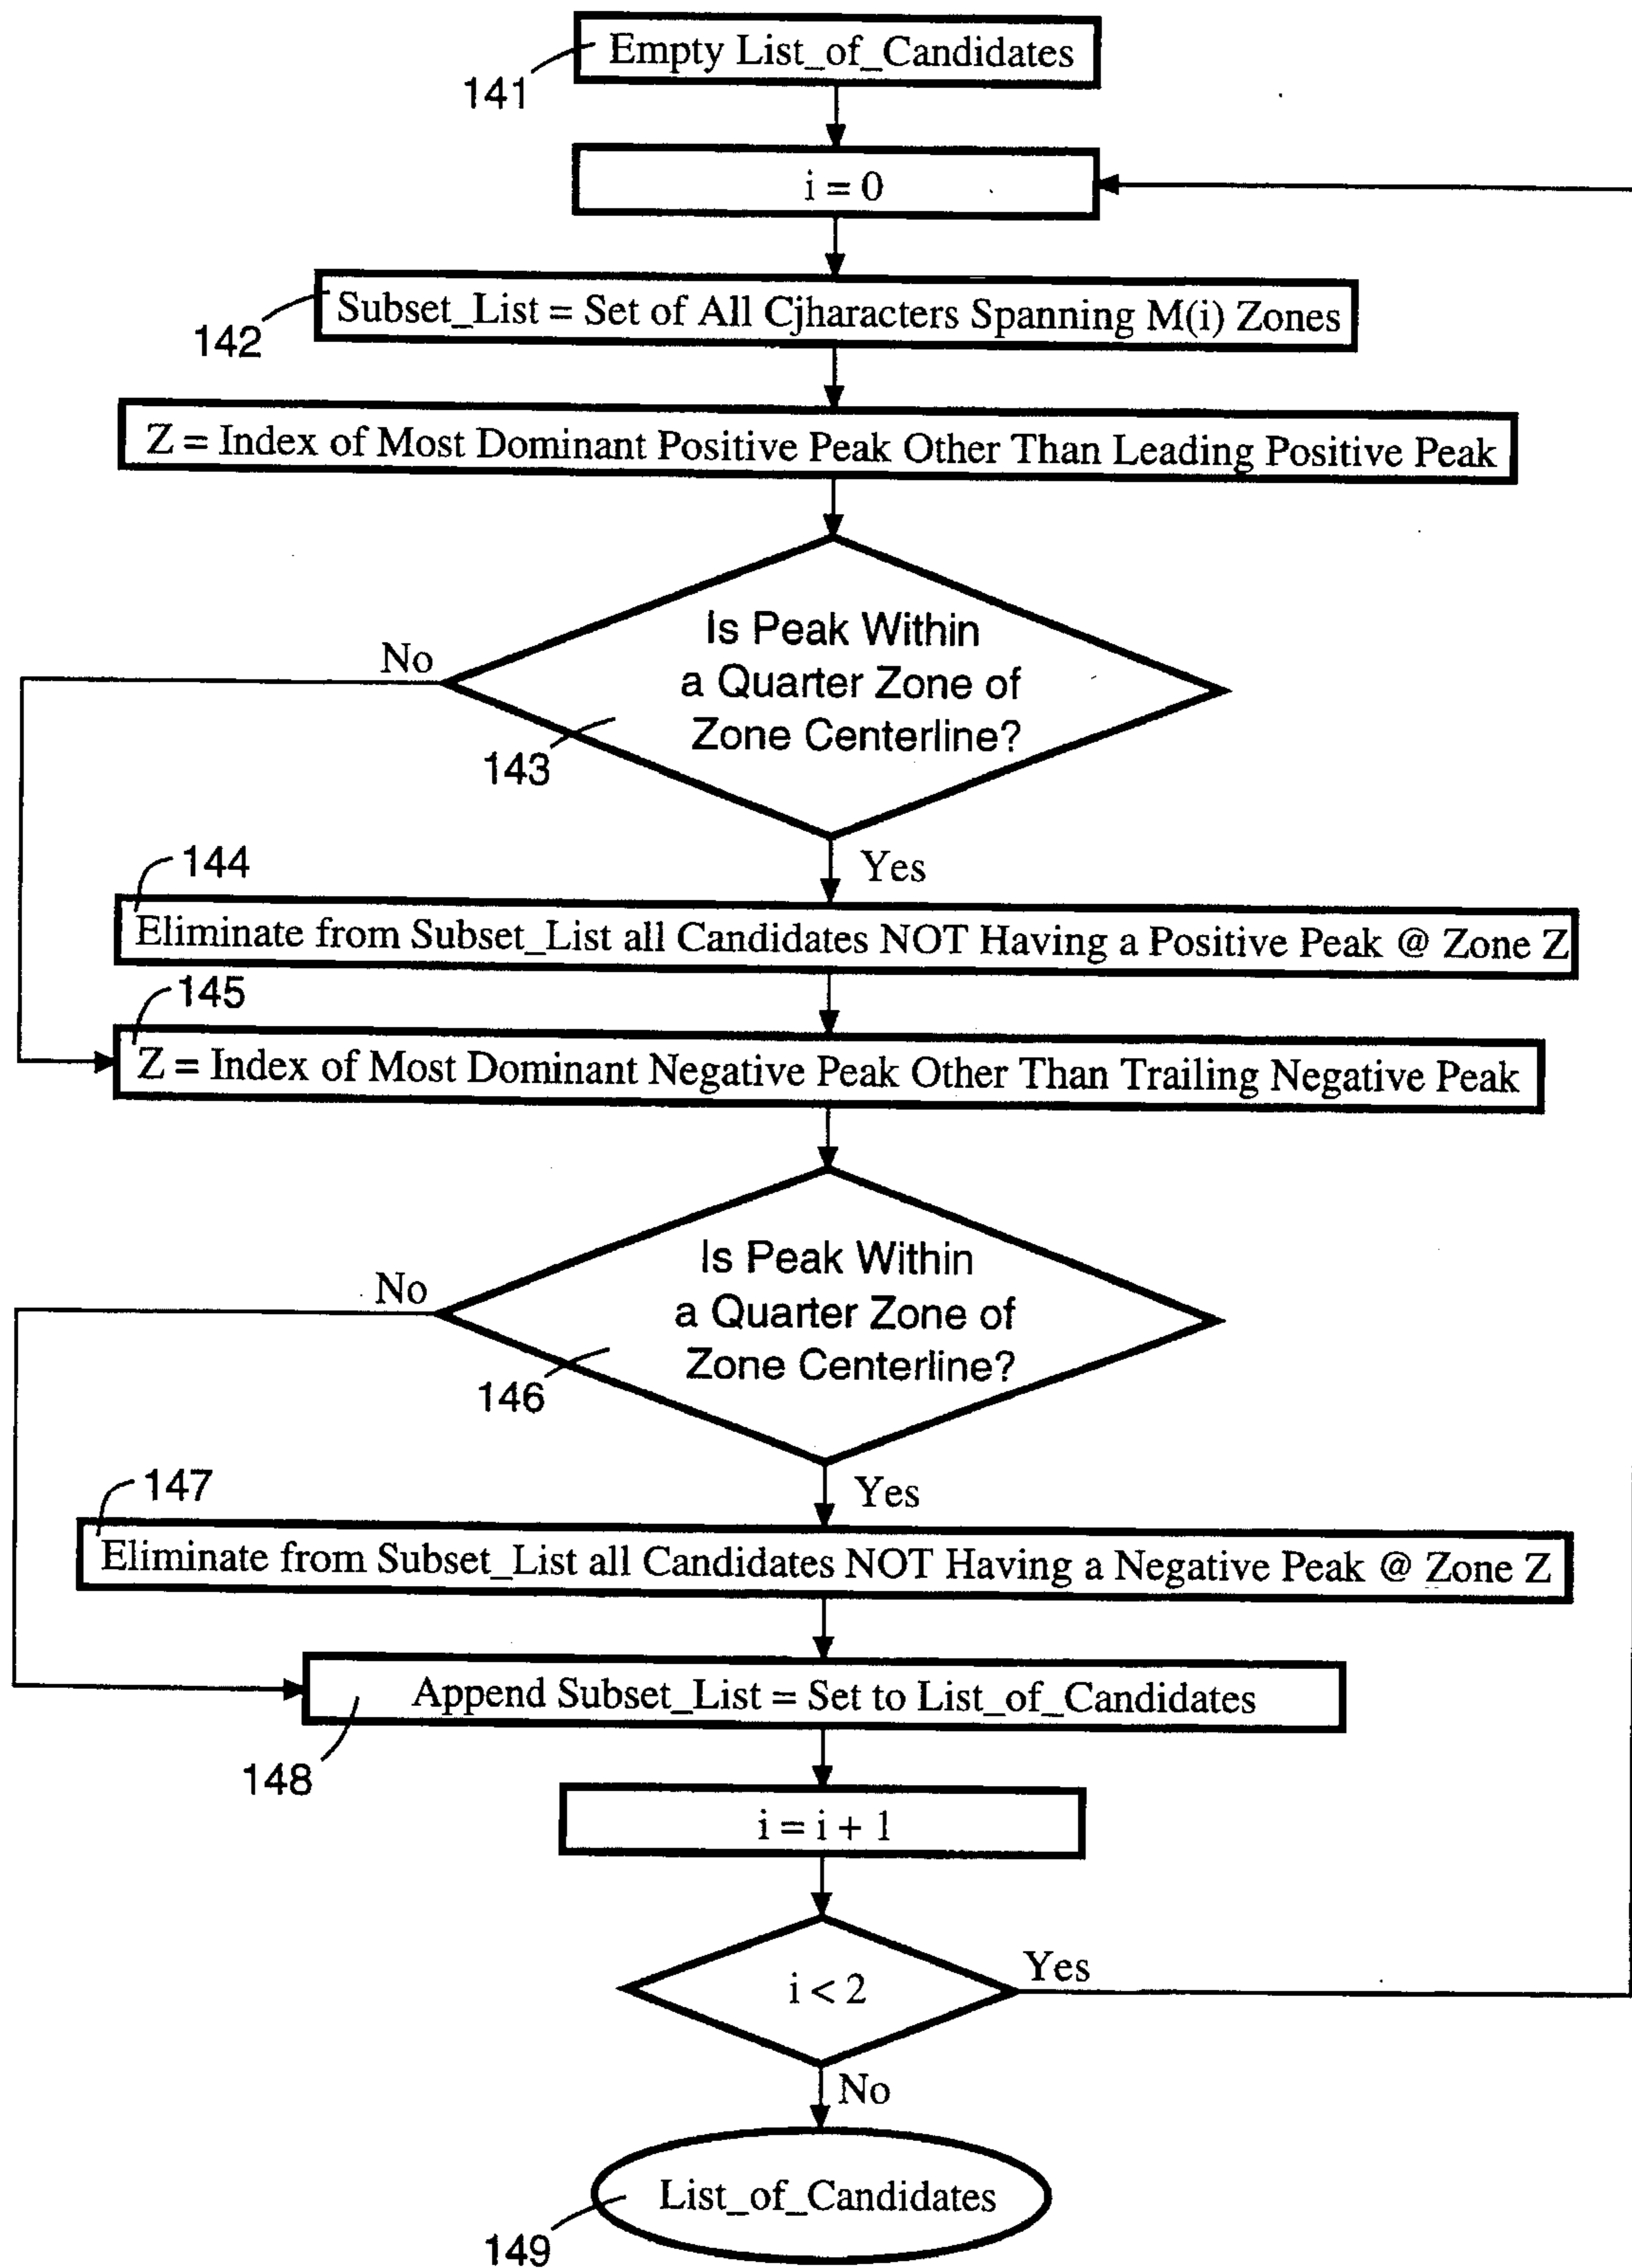 Empty List_of_Candidates
141
i = 0
Subset_List = Set of All Cjharacters Spanning M(i) Zones
142
Z = Index of Most Dominant Positive Peak Other Than Leading Positive Peak
Is Peak Within
a Quarter Zone of
Zone Centerline?
No
143
Yes
144
Eliminate from Subset_List all Candidates NOT Having a Positive Peak @ Zone Z
145
Z = Index of Most Dominant Negative Peak Other Than Trailing Negative Peak
Is Peak Within
a Quarter Zone of
Zone Centerline?
No
146
Yes
147
Eliminate from Subset_List all Candidates NOT Having a Negative Peak @ Zone Z
Append Subset_List = Set to List_of_Candidates
148
i = i + 1
i < 2
Yes
No
List_of_Candidates
149